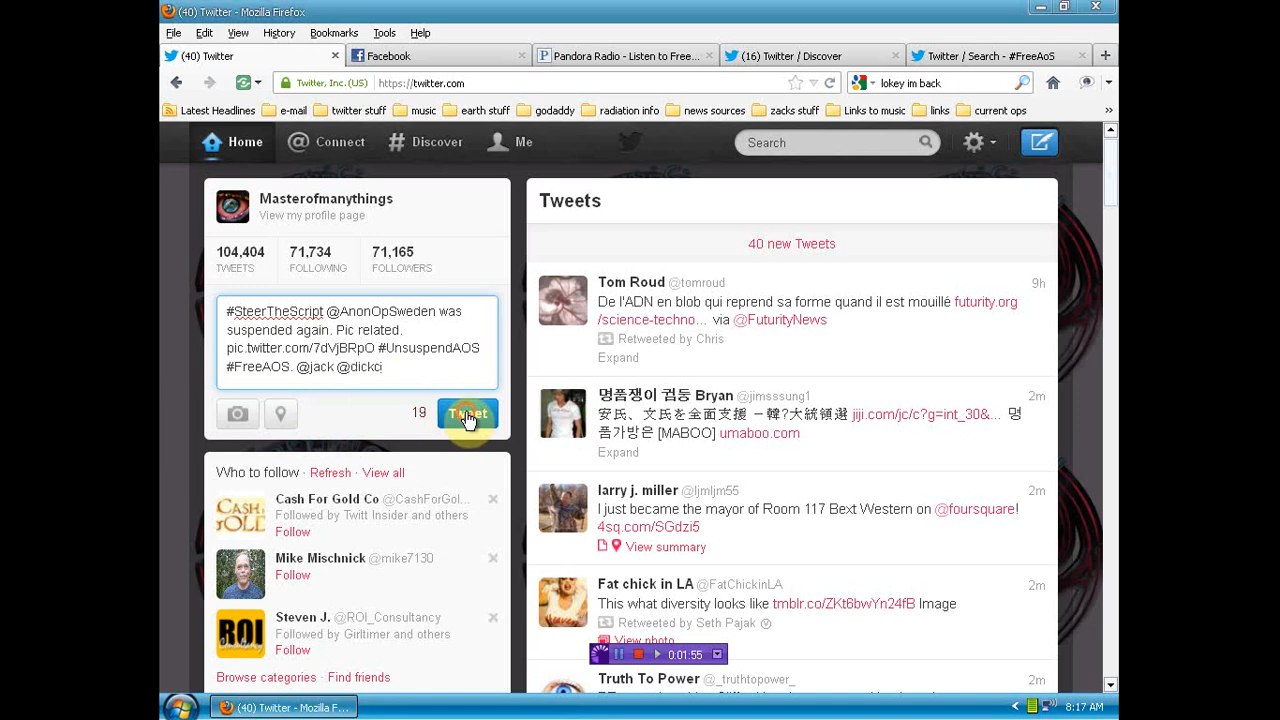 (40) Twitter - Mozilla Firefox
File Edit View History Bookmarks Tools Help
(40) Twitter
Facebook
Pandora Radio - Listen to Free...
(16) Twitter / Discover
Twitter / Search - #FreeAoS
Twitter, Inc. (US)
https://twitter.com
lokey im back
Latest Headlines e-mail twitter stuff music earth stuff godaddy radiation info news sources zacks stuff Links to music links current ops
Home Connect # Discover Me
Search
Masterofmanythings
View my profile page
104,404 71,734 71,165
TWEETS FOLLOWING FOLLOWERS
#SteerTheScript @AnonOpSweden was
suspended again. Pic related.
pic.twitter.com/7dVjBRpO #UnsuspendAOS
#FreeAOS. @jack @dickc
19 Tweet
Who to follow · Refresh · View all
Cash For Gold Co @CashForGol...
Followed by Twitt Insider and others
Follow
Mike Mischnick @mike7130
Follow
Steven J. @ROI_Consultancy
Followed by Girltimer and others
Follow
Browse categories · Find friends
Tweets
40 new Tweets
Tom Roud @tomroud 9h
De l'ADN en blob qui reprend sa forme quand il est mouillé futurity.org
/science-techno... via @FuturityNews
Retweeted by Chris
Expand
명품쟁이 귐둥 Bryan @jimsssung1 2m
安氏、文氏を全面支援 －韓?大統領選 jiji.com/jc/c?g=int_30&... 명
품가방은 [MABOO] umaboo.com
Expand
larry j. miller @ljmljm55 2m
I just became the mayor of Room 117 Bext Western on @foursquare!
4sq.com/SGdzi5
View summary
Fat chick in LA @FatChickinLA 2m
This what diversity looks like tmblr.co/ZKt6bwYn24fB Image
Retweeted by Seth Pajak
View photo
0:01:55
Truth To Power @_truthtopower_ 2m
CASH
GOLD
ROI
(40) Twitter - Mozilla F...
8:17 AM